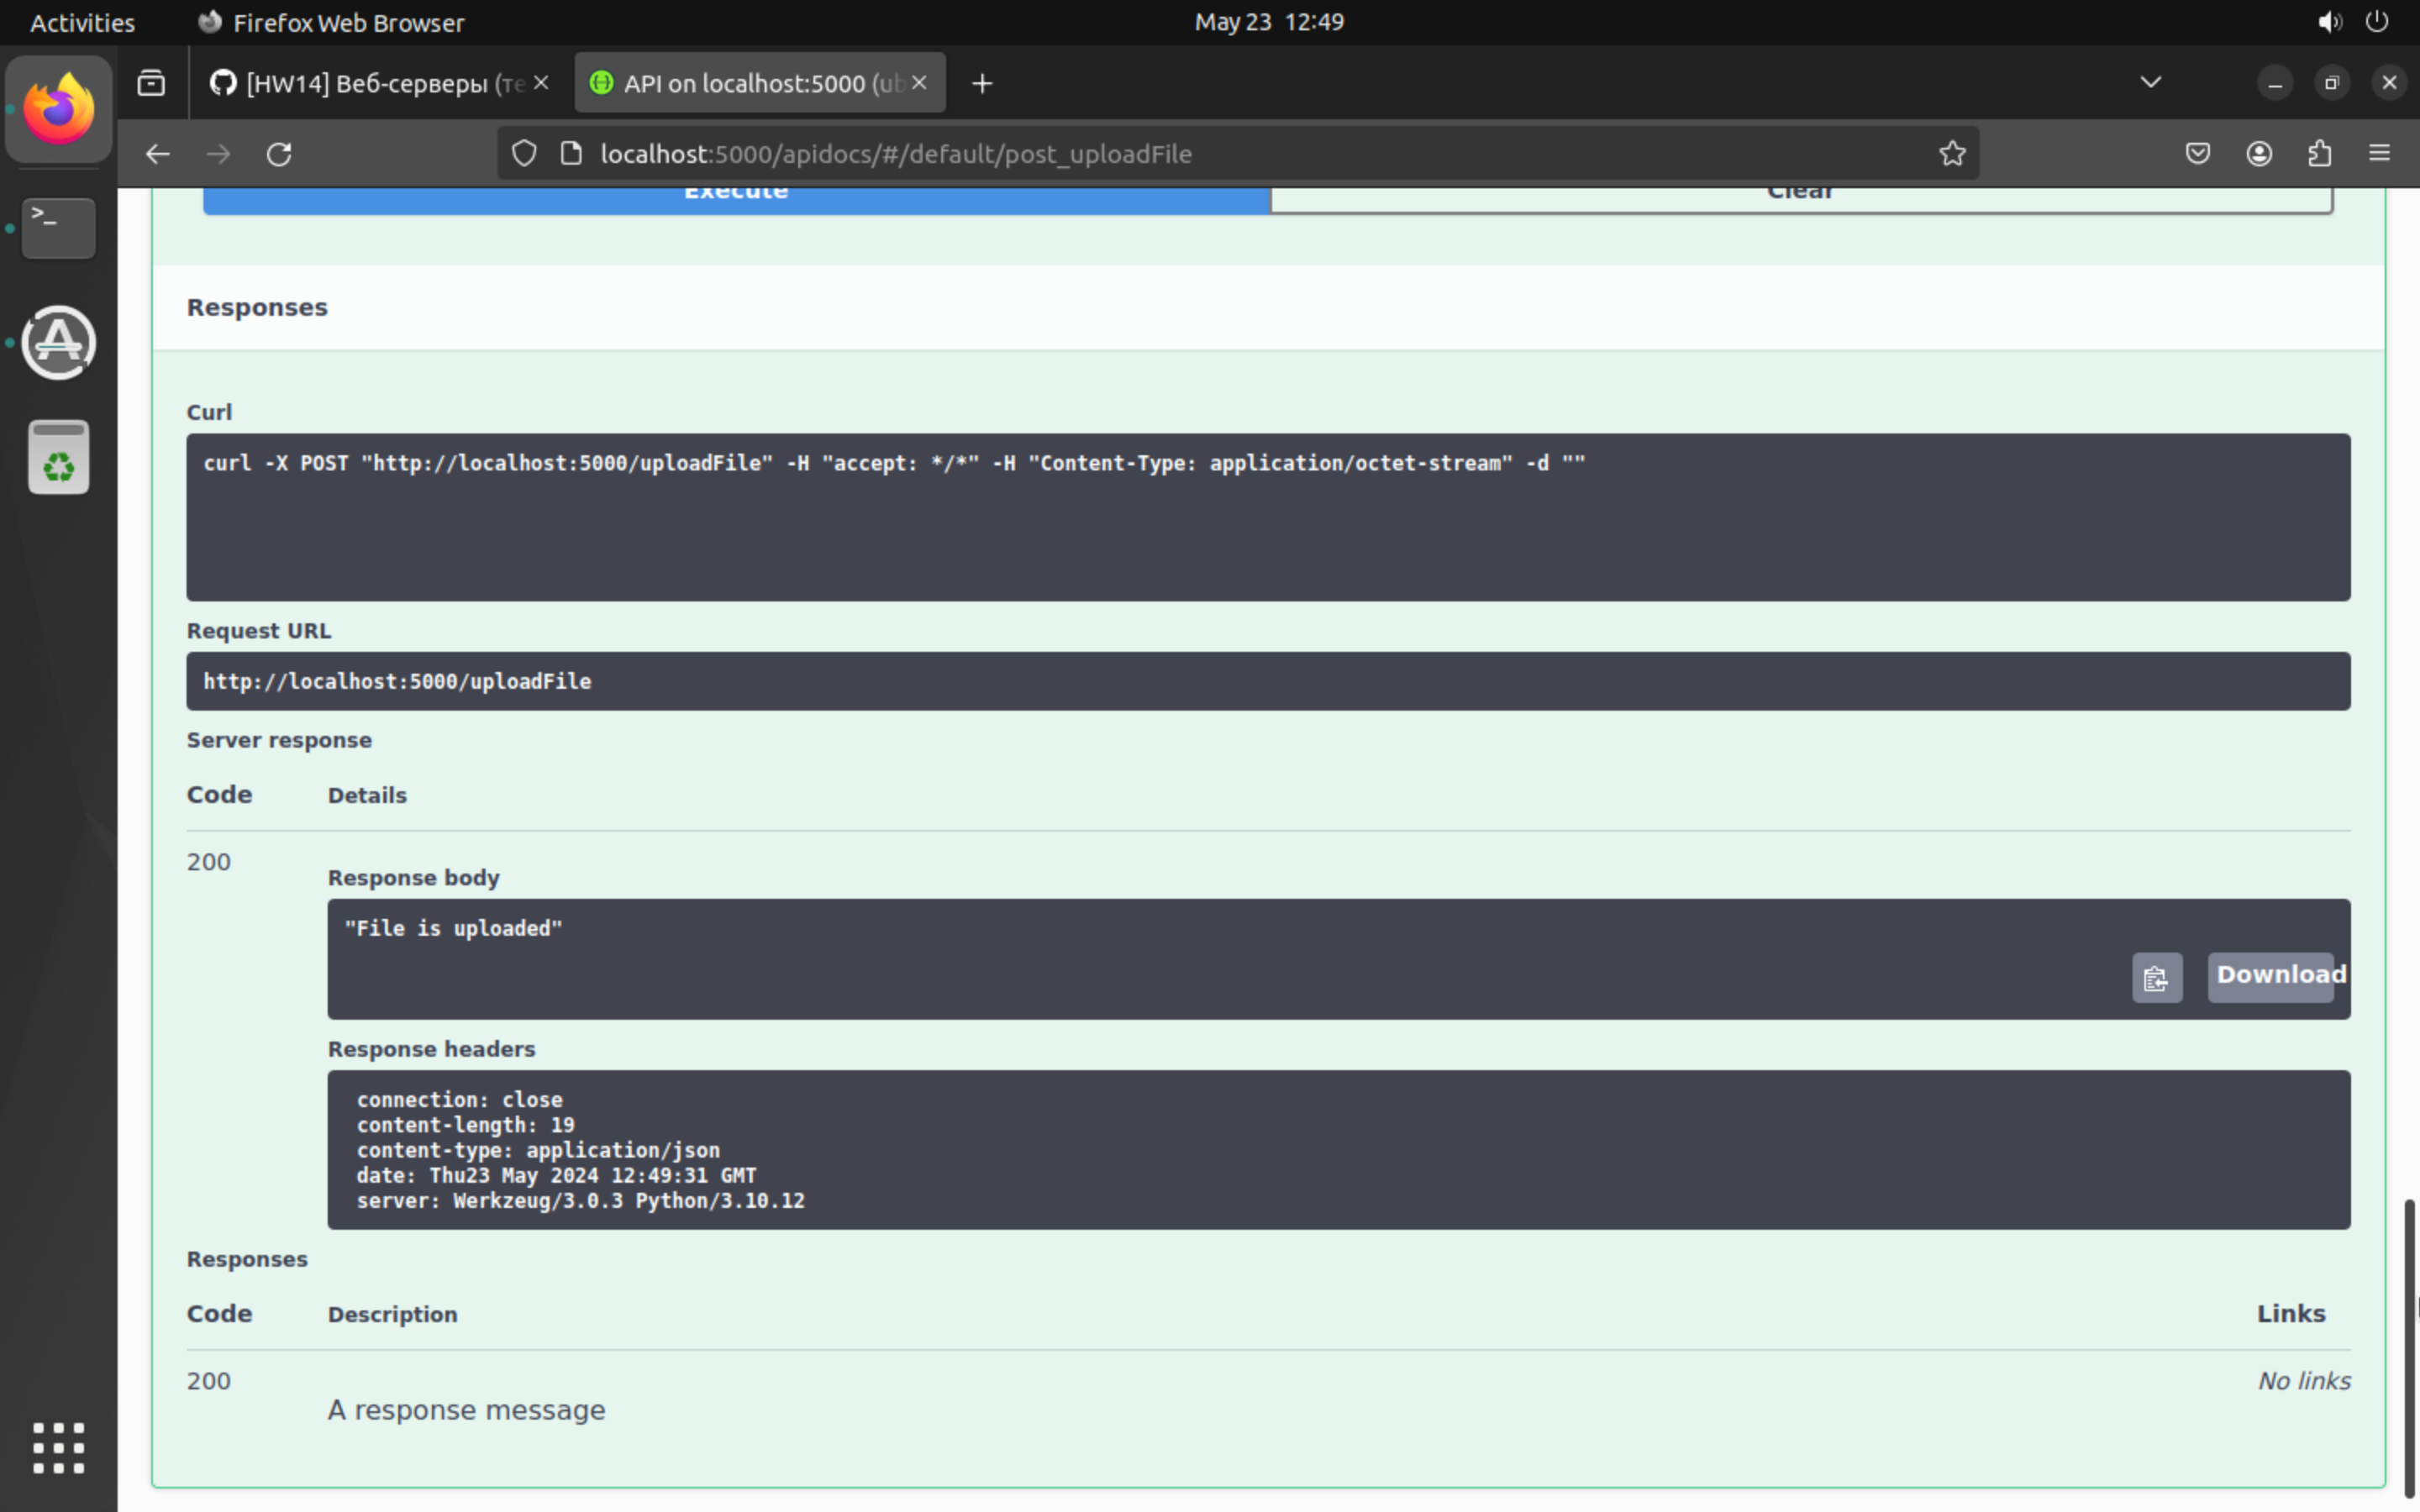 Activities Firefox Web Browser May 23 12:49
[HW14] Веб-серверы (те API on localhost:5000 (ub
localhost:5000/apidocs/#/default/post_uploadFile
Execute Clear
Responses
Curl
curl -X POST "http://localhost:5000/uploadFile" -H "accept: */*" -H "Content-Type: application/octet-stream" -d ""
Request URL
http://localhost:5000/uploadFile
Server response
Code Details
200
Response body
"File is uploaded"
Download
Response headers
connection: close
content-length: 19
content-type: application/json
date: Thu23 May 2024 12:49:31 GMT
server: Werkzeug/3.0.3 Python/3.10.12
Responses
Code Description Links
200 No links
A response message